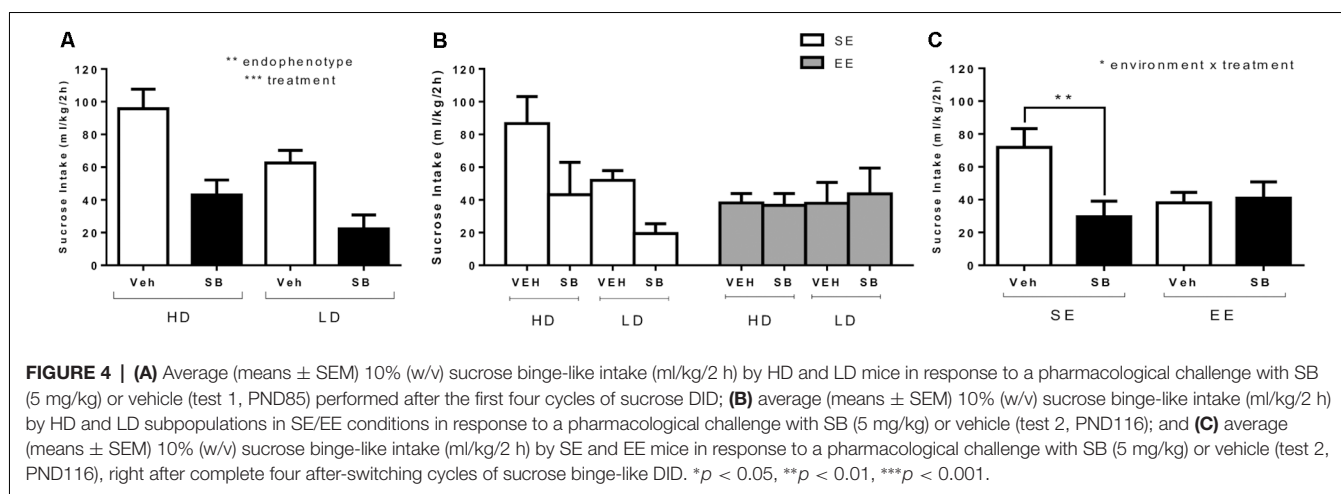 A
** endophenotype
*** treatment
Sucrose Intake (ml/kg/2h)
120
100
80
60
40
20
0
Veh SB Veh SB
HD LD
B
SE
EE
Sucrose Intake (ml/kg/2h)
120
100
80
60
40
20
0
VEH SB VEH SB VEH SB VEH SB
HD LD HD LD
C
* environment x treatment
**
Sucrose Intake (ml/kg/2h)
120
100
80
60
40
20
0
Veh SB Veh SB
SE EE
FIGURE 4 | (A) Average (means ± SEM) 10% (w/v) sucrose binge-like intake (ml/kg/2 h) by HD and LD mice in response to a pharmacological challenge with SB
(5 mg/kg) or vehicle (test 1, PND85) performed after the first four cycles of sucrose DID; (B) average (means ± SEM) 10% (w/v) sucrose binge-like intake (ml/kg/2 h)
by HD and LD subpopulations in SE/EE conditions in response to a pharmacological challenge with SB (5 mg/kg) or vehicle (test 2, PND116); and (C) average
(means ± SEM) 10% (w/v) sucrose binge-like intake (ml/kg/2 h) by SE and EE mice in response to a pharmacological challenge with SB (5 mg/kg) or vehicle (test 2,
PND116), right after complete four after-switching cycles of sucrose binge-like DID. *p < 0.05, **p < 0.01, ***p < 0.001.